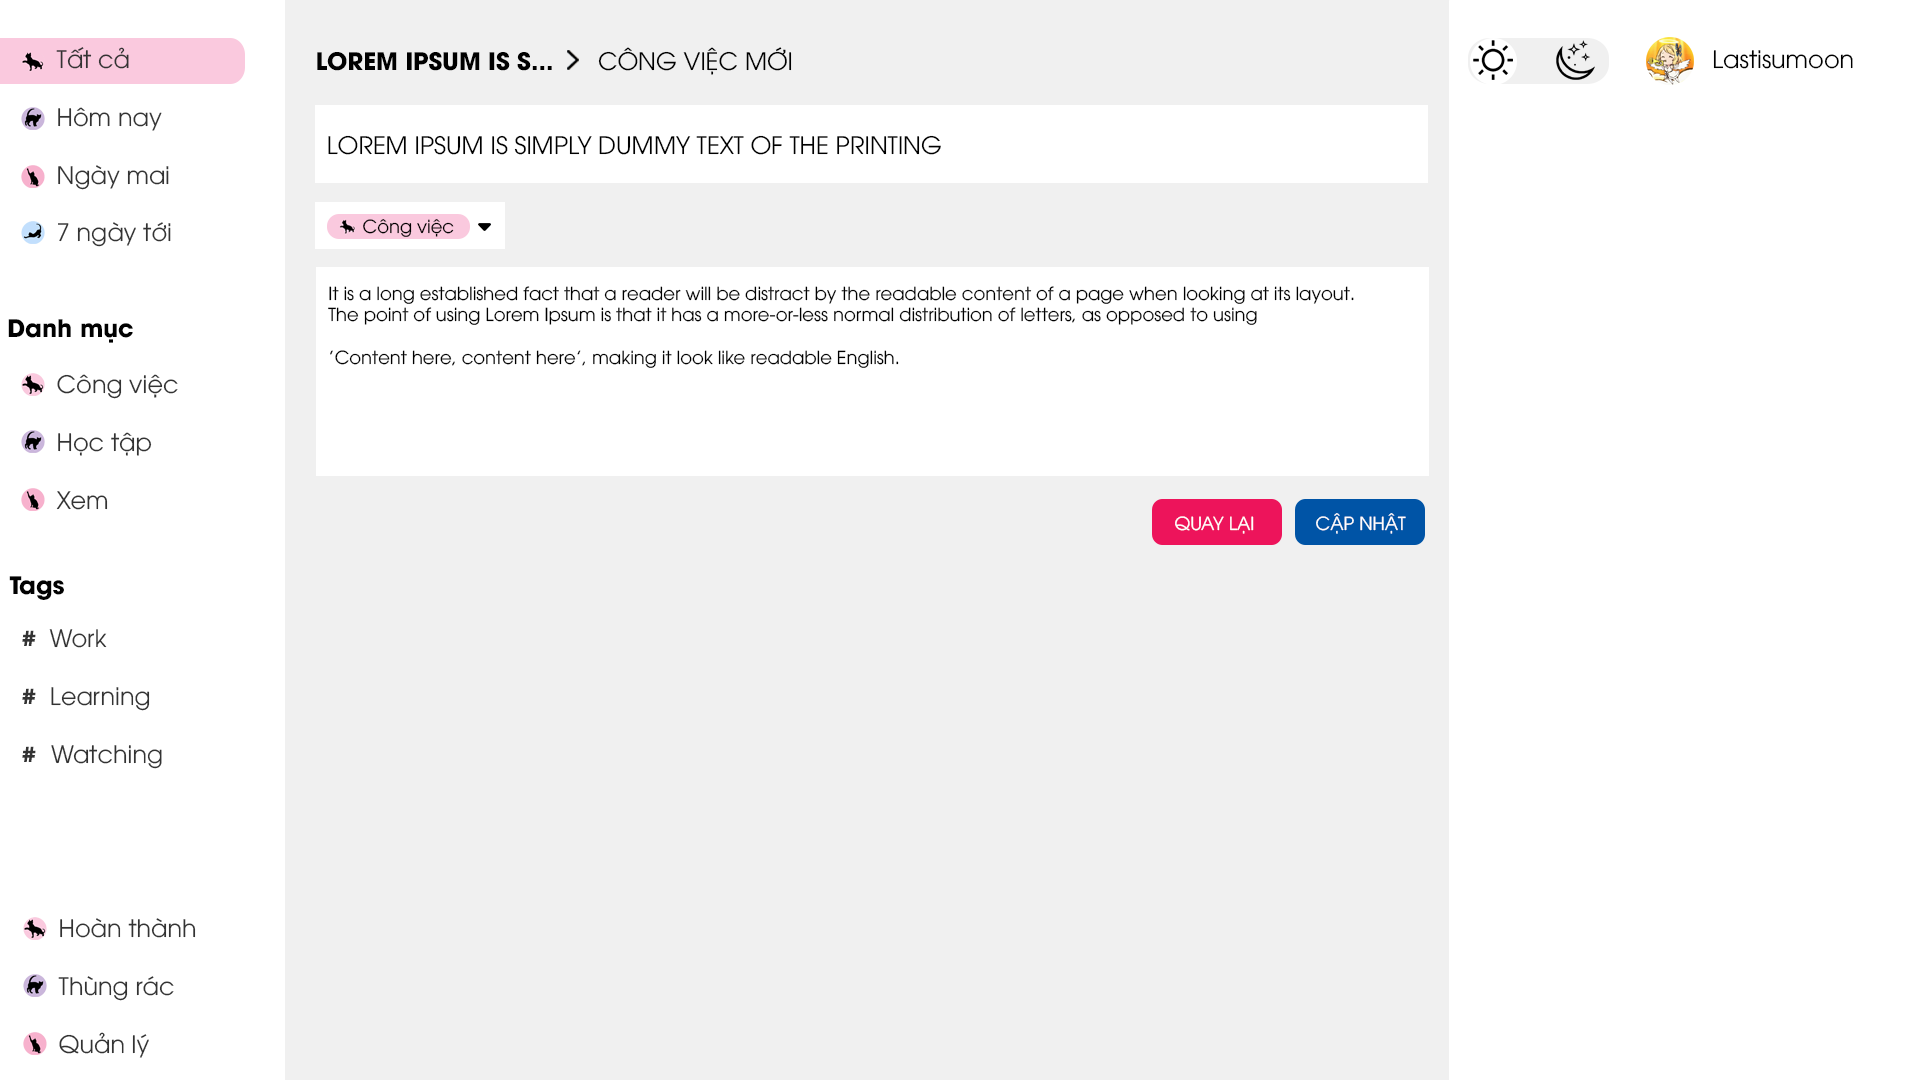 Tất cả
Hôm nay
Ngày mai
7 ngày tới
Danh mục
Công việc
Học tập
Xem
Tags
# Work
# Learning
# Watching
Hoàn thành
Thùng rác
Quản lý
LOREM IPSUM IS S... > CÔNG VIỆC MỚI
LOREM IPSUM IS SIMPLY DUMMY TEXT OF THE PRINTING
Công việc
It is a long established fact that a reader will be distract by the readable content of a page when looking at its layout.
The point of using Lorem Ipsum is that it has a more-or-less normal distribution of letters, as opposed to using
'Content here, content here', making it look like readable English.
QUAY LẠI
CẬP NHẬT
Lastisumoon